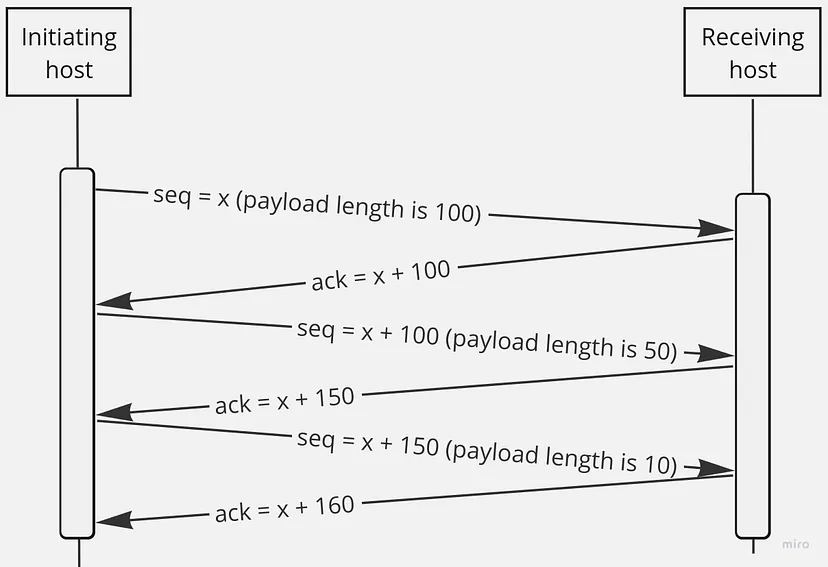 Initiating
host
Receiving
host
seq = x (payload length is 100)
ack = x + 100
seq = x + 100 (payload length is 50)
ack = x + 150
seq = x + 150 (payload length is 10)
ack = x + 160
miro